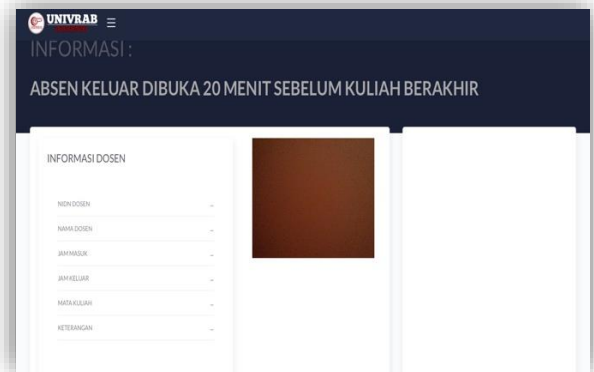 UNIVRAB
INFORMASI :
ABSEN KELUAR DIBUKA 20 MENIT SEBELUM KULIAH BERAKHIR
INFORMASI DOSEN
NIDN DOSEN
NAMA DOSEN
JAM MASUK
JAM KELUAR
MATA KULIAH
KETERANGAN